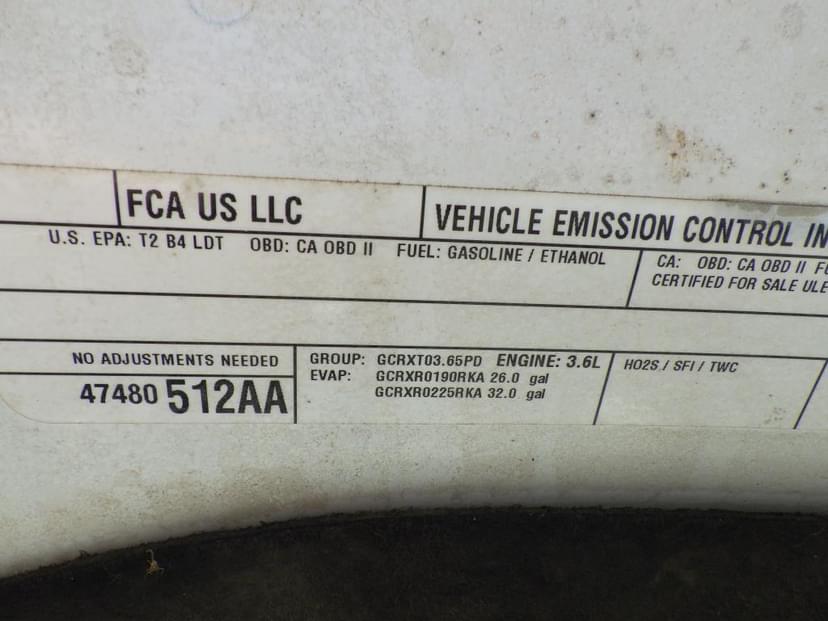 FCA US LLC
VEHICLE EMISSION CONTROL
U.S. EPA: T2 B4 LDT OBD: CA OBD II FUEL: GASOLINE / ETHANOL
CA: OBD: CA OBD II
CERTIFIED FOR SALE
NO ADJUSTMENTS NEEDED
47480 512AA
GROUP: GCRXT03.65PD ENGINE: 3.6L
EVAP: GCRXR0190RKA 26.0 gal
GCRXR0225RKA 32.0 gal
HO2S / SFI / TWC